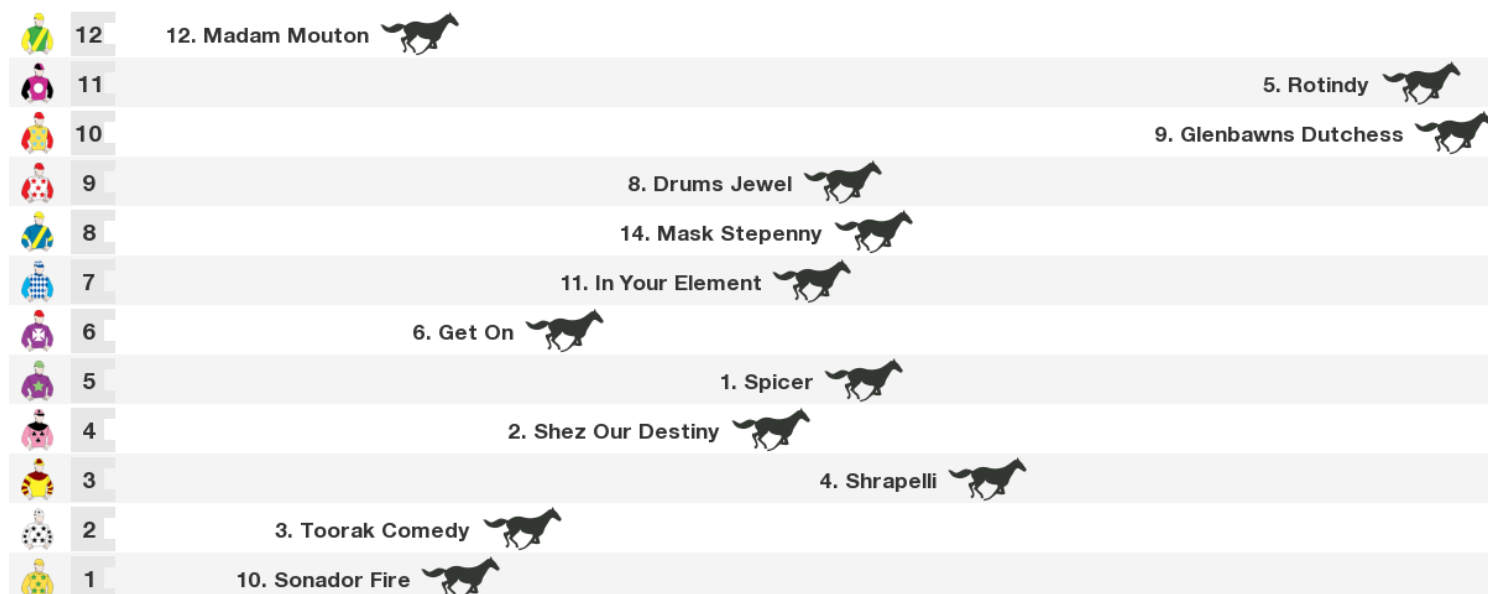 12 12. Madam Mouton
11 5. Rotindy
10 9. Glenbawns Dutchess
9 8. Drums Jewel
8 14. Mask Stepenny
7 11. In Your Element
6 6. Get On
5 1. Spicer
4 2. Shez Our Destiny
3 4. Shrapelli
2 3. Toorak Comedy
1 10. Sonador Fire